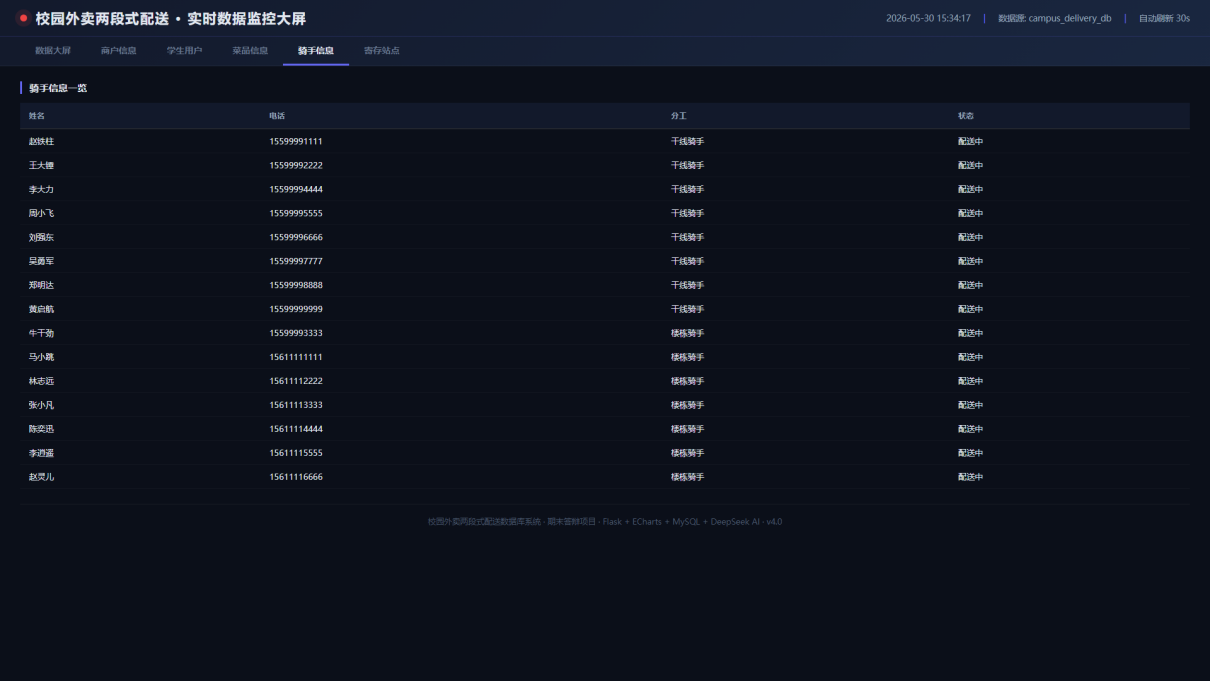 校园外卖两段式配送 • 实时数据监控大屏 2026-05-30 15:34:17 | 数据源: campus_delivery_db | 自动刷新 30s
数据大屏 商户信息 学生用户 菜品信息 骑手信息 寄存站点
骑手信息一览
姓名 电话 分工 状态
赵铁柱 15599991111 干线骑手 配送中
王大锤 15599992222 干线骑手 配送中
李大力 15599994444 干线骑手 配送中
周小飞 15599995555 干线骑手 配送中
刘强东 15599996666 干线骑手 配送中
吴勇军 15599997777 干线骑手 配送中
郑明达 15599998888 干线骑手 配送中
黄启航 15599999999 干线骑手 配送中
牛千劲 15599993333 楼栋骑手 配送中
马小跳 15611111111 楼栋骑手 配送中
林志远 15611112222 楼栋骑手 配送中
张小凡 15611113333 楼栋骑手 配送中
陈奕迅 15611114444 楼栋骑手 配送中
李逍遥 15611115555 楼栋骑手 配送中
赵灵儿 15611116666 楼栋骑手 配送中
校园外卖两段式配送数据库系统 · 期末答辩项目 · Flask + ECharts + MySQL + DeepSeek AI · v4.0